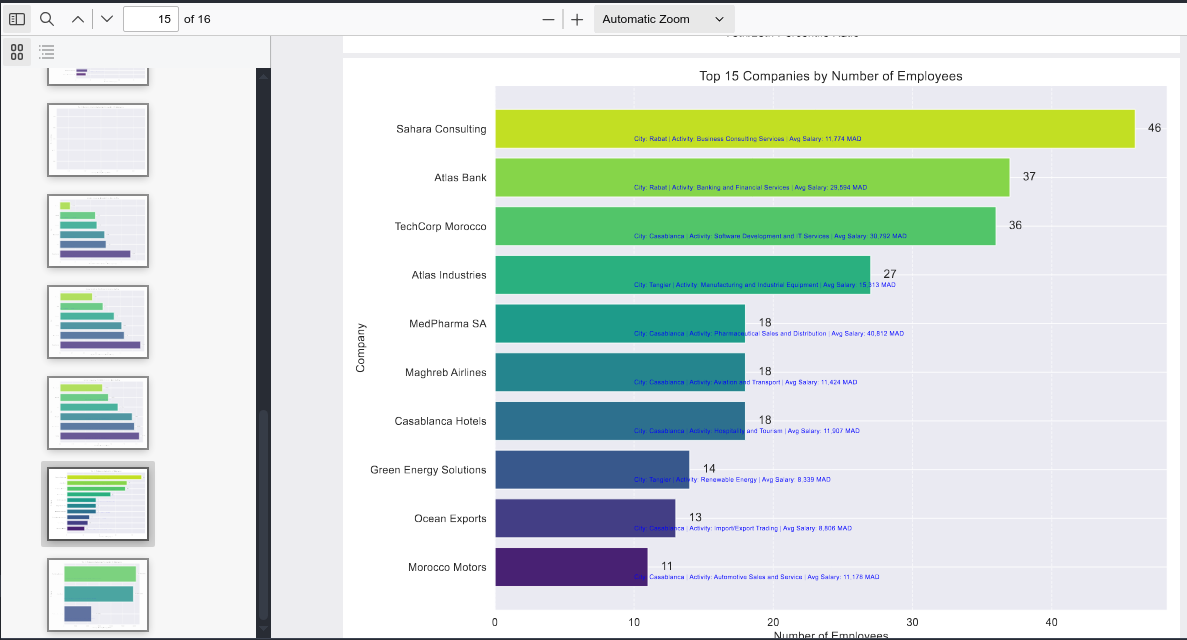 15 of 16
Automatic Zoom
Top 15 Companies by Number of Employees
Sahara Consulting
46
City: Rabat | Activity: Business Consulting Services | Avg Salary: 11,774 MAD
Atlas Bank
37
City: Rabat | Activity: Banking and Financial Services | Avg Salary: 29,594 MAD
TechCorp Morocco
36
City: Casablanca | Activity: Software Development and IT Services | Avg Salary: 30,792 MAD
Atlas Industries
27
City: Tangier | Activity: Manufacturing and Industrial Equipment | Avg Salary: 15,313 MAD
MedPharma SA
18
City: Casablanca | Activity: Pharmaceutical Sales and Distribution | Avg Salary: 40,812 MAD
Maghreb Airlines
18
City: Casablanca | Activity: Aviation and Transport | Avg Salary: 11,424 MAD
Casablanca Hotels
18
City: Casablanca | Activity: Hospitality and Tourism | Avg Salary: 11,907 MAD
Green Energy Solutions
14
City: Tangier | Activity: Renewable Energy | Avg Salary: 8,339 MAD
Ocean Exports
13
City: Casablanca | Activity: Import/Export Trading | Avg Salary: 8,806 MAD
Morocco Motors
11
City: Casablanca | Activity: Automotive Sales and Service | Avg Salary: 11,178 MAD
Company
0 10 20 30 40
Number of Employees